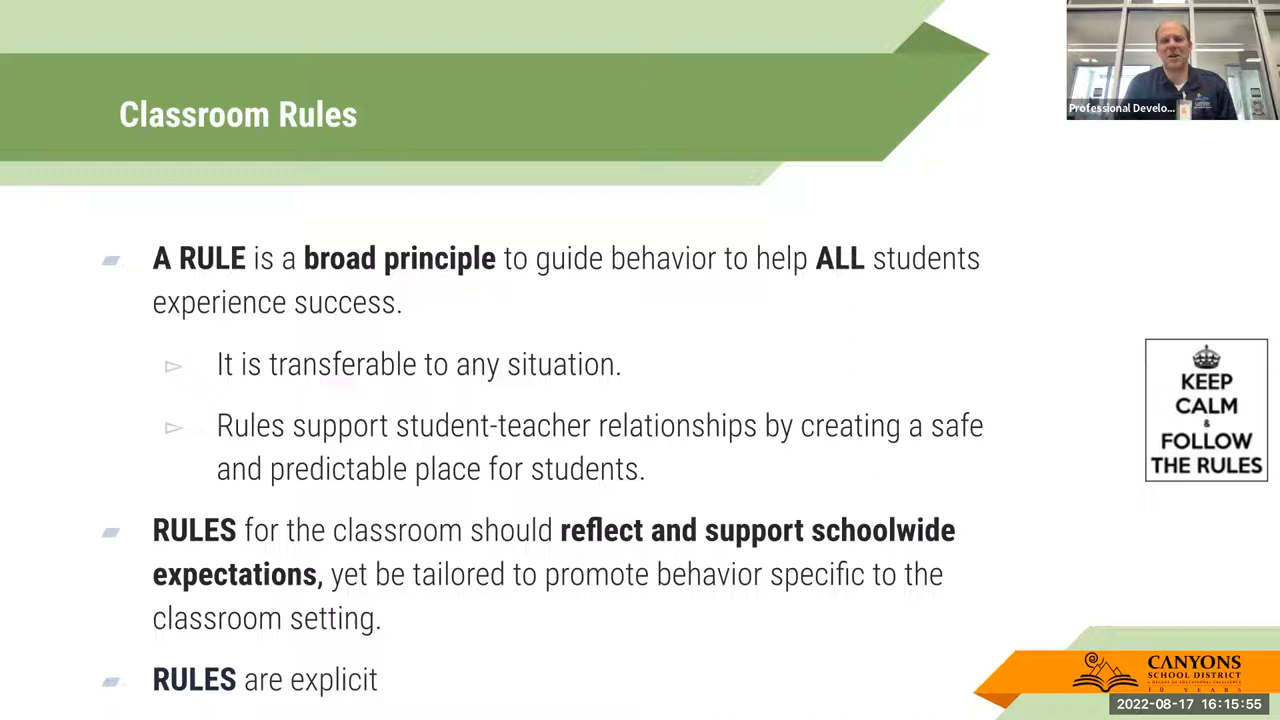 Classroom Rules
Professional Develo...
A RULE is a broad principle to guide behavior to help ALL students
experience success.
It is transferable to any situation.
Rules support student-teacher relationships by creating a safe
and predictable place for students.
RULES for the classroom should reflect and support schoolwide
expectations, yet be tailored to promote behavior specific to the
classroom setting.
RULES are explicit
KEEP
CALM
&
FOLLOW
THE RULES
CANYONS
SCHOOL DISTRICT
10 YEARS
2022-08-17 16:15:55